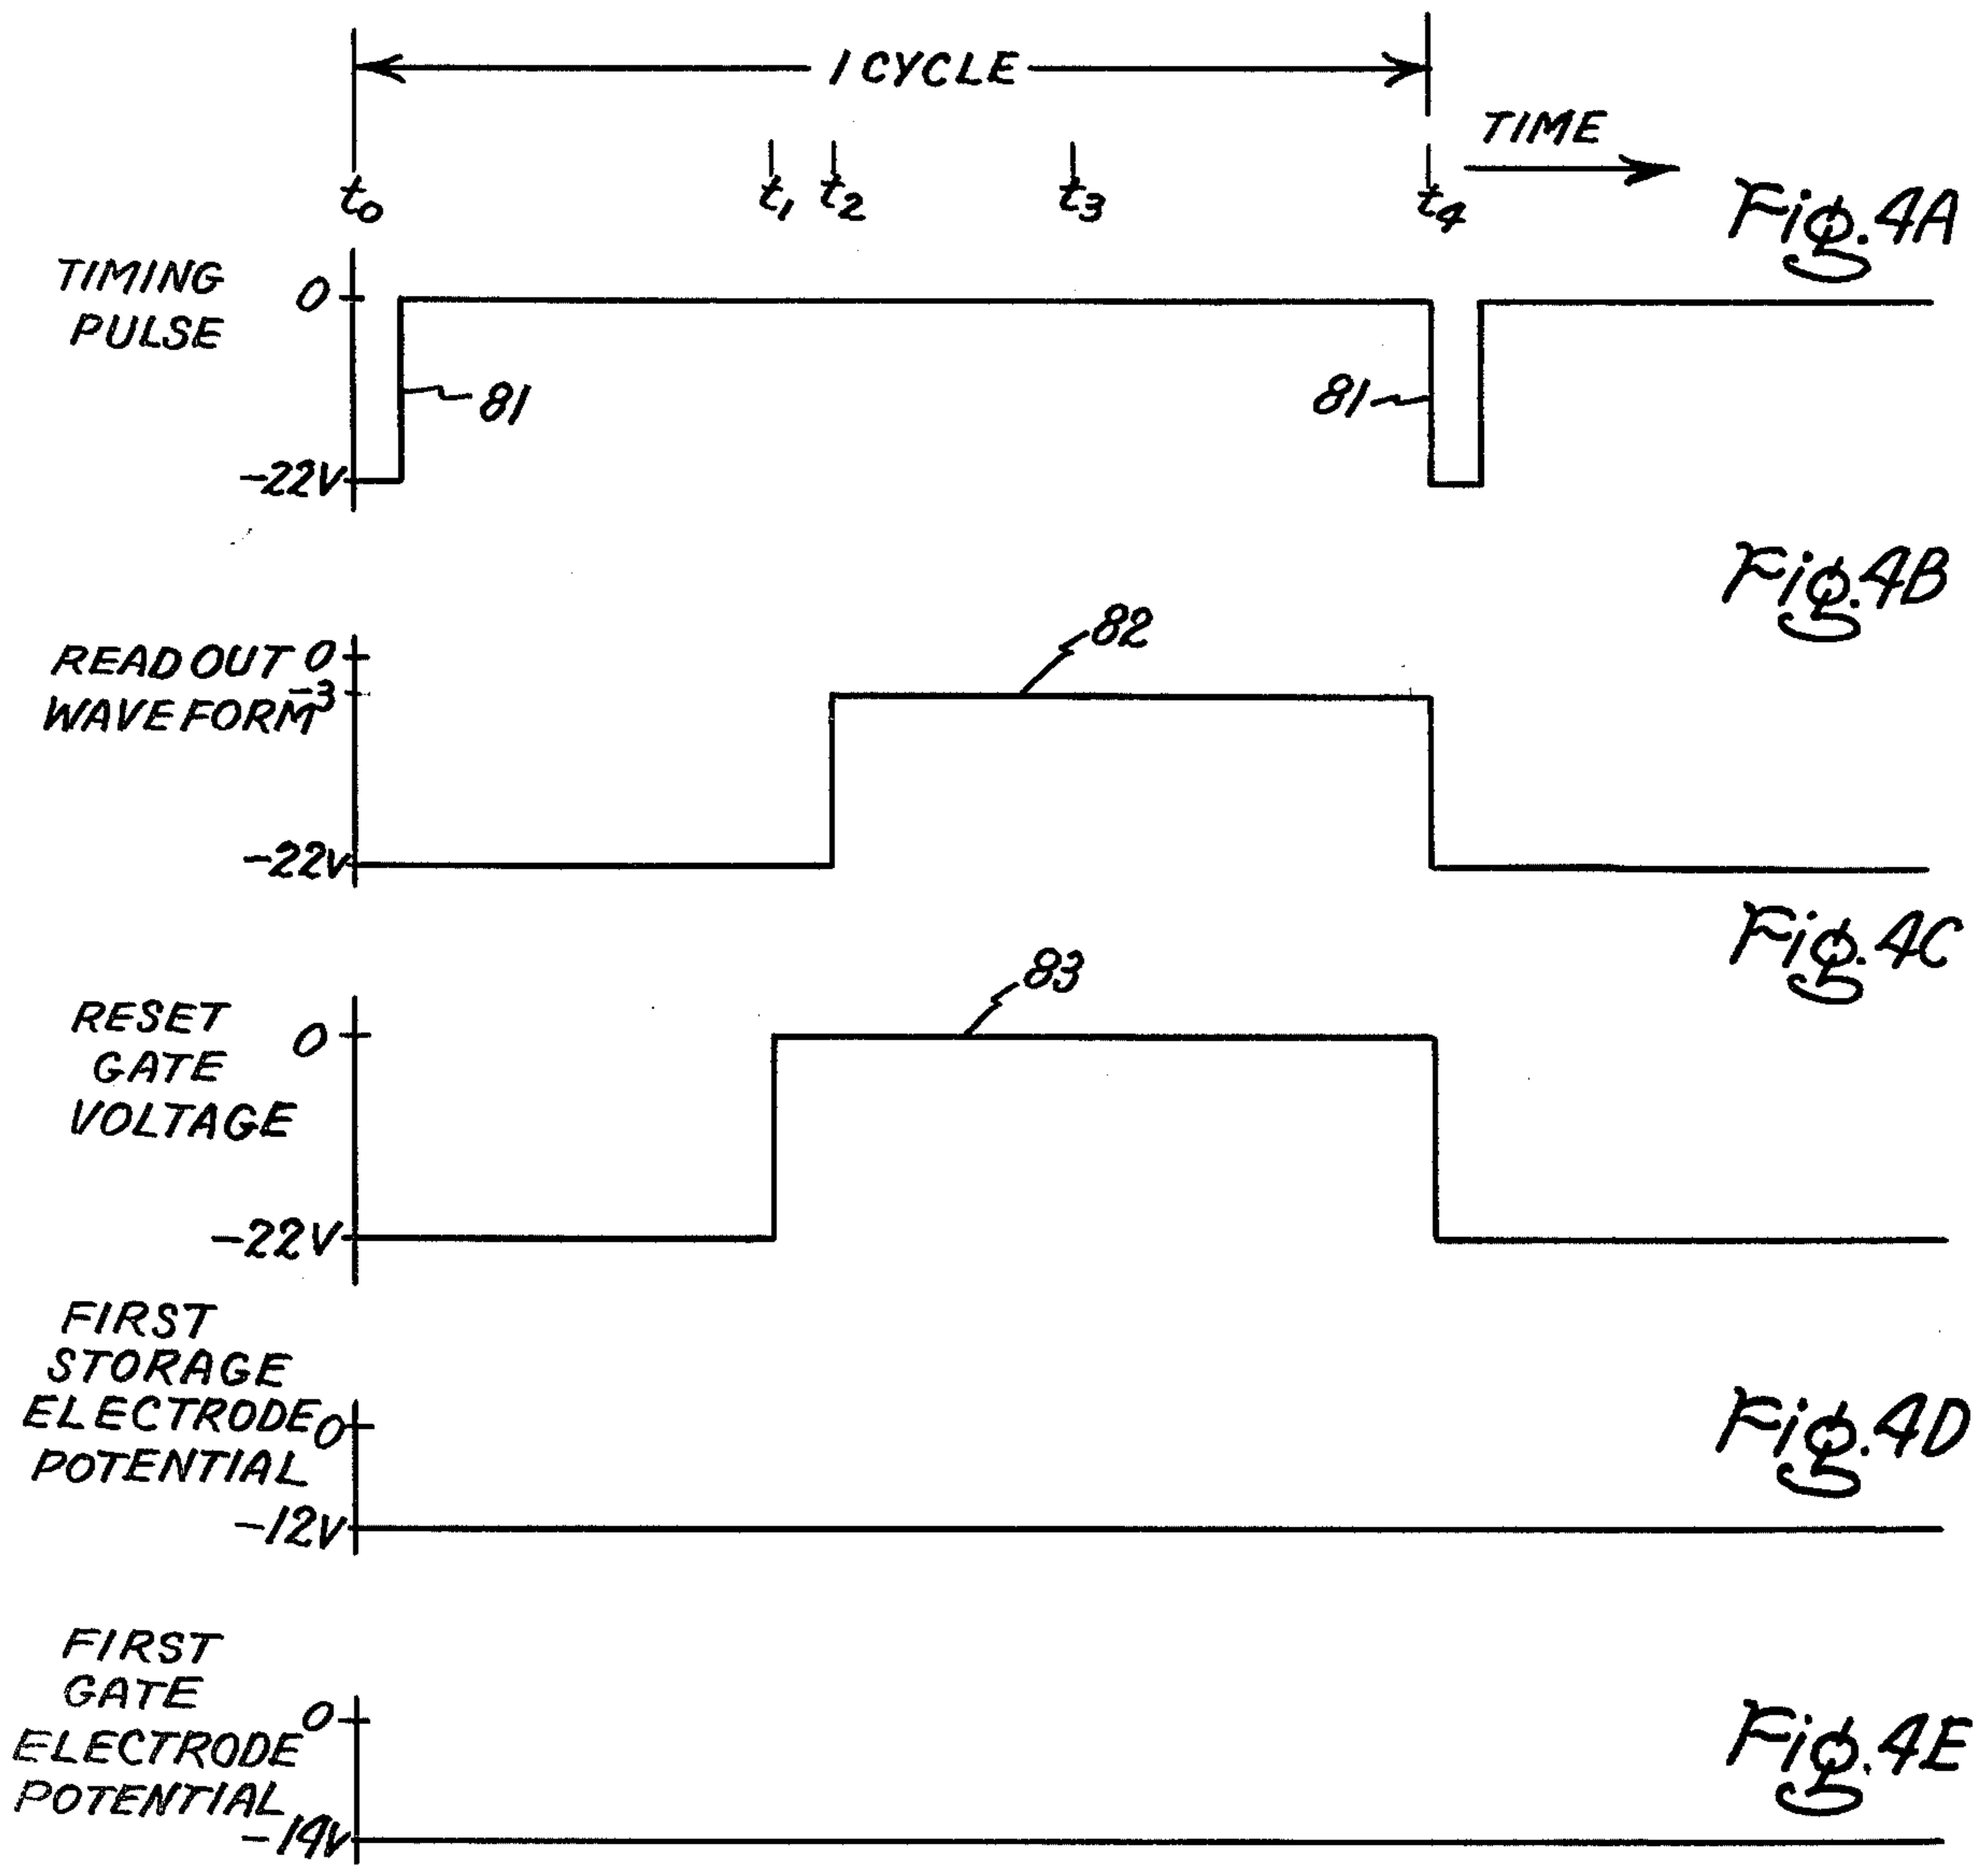 1 CYCLE
TIME
t0 t1 t2 t3 t4
Fig. 4A
TIMING
PULSE
0
81
81
-22V
Fig. 4B
82
READ OUT 0
-3
WAVEFORM
-22V
Fig. 4C
83
RESET
GATE
VOLTAGE
0
-22V
FIRST
STORAGE
ELECTRODE
POTENTIAL
0
-12V
Fig. 4D
FIRST
GATE
ELECTRODE
POTENTIAL
0
-14V
Fig. 4E